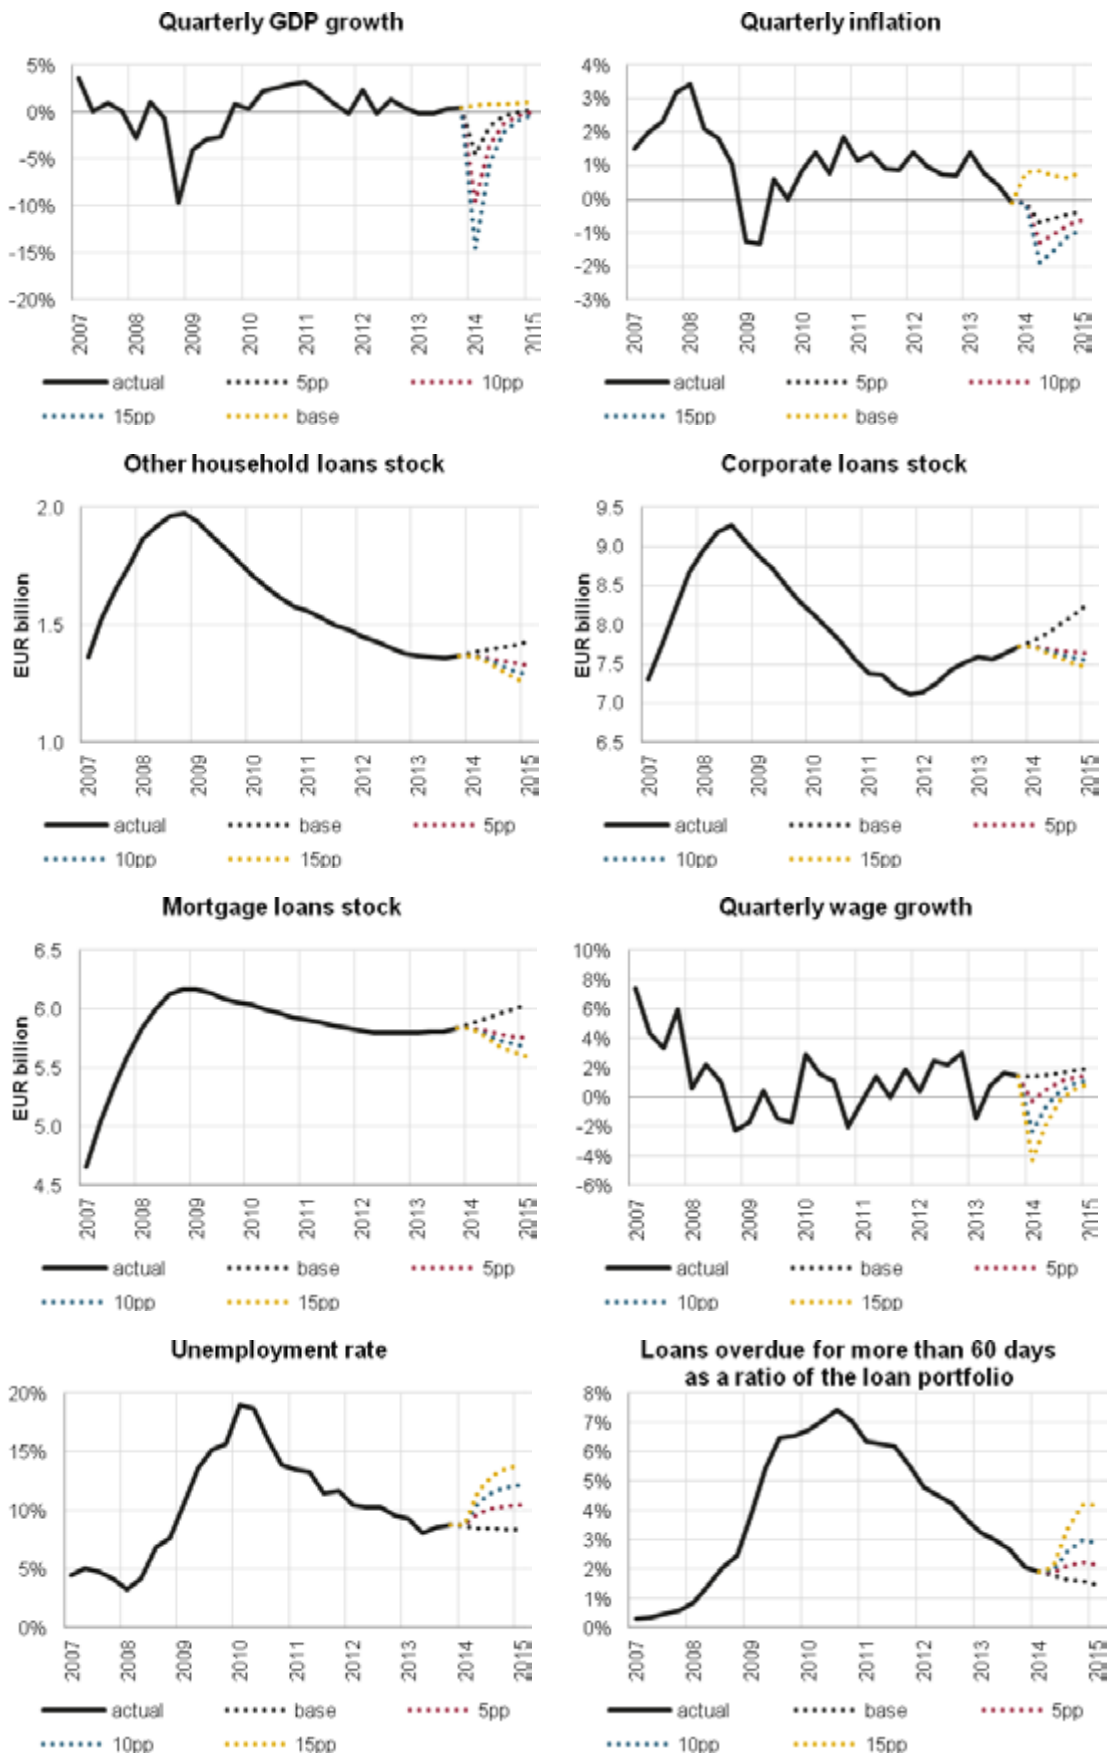 Quarterly GDP growth
5%
0%
-5%
-10%
-15%
-20%
2007
2008
2009
2010
2011
2012
2013
2014
2015
actual
5pp
10pp
15pp
base
Quarterly inflation
4%
3%
2%
1%
0%
-1%
-2%
-3%
2007
2008
2009
2010
2011
2012
2013
2014
2015
actual
5pp
10pp
15pp
base
Other household loans stock
EUR billion
2.0
1.5
1.0
2007
2008
2009
2010
2011
2012
2013
2014
2015
actual
base
5pp
10pp
15pp
Corporate loans stock
EUR billion
9.5
9.0
8.5
8.0
7.5
7.0
6.5
2007
2008
2009
2010
2011
2012
2013
2014
2015
actual
base
5pp
10pp
15pp
Mortgage loans stock
EUR billion
6.5
6.0
5.5
5.0
4.5
2007
2008
2009
2010
2011
2012
2013
2014
2015
actual
base
5pp
10pp
15pp
Quarterly wage growth
10%
8%
6%
4%
2%
0%
-2%
-4%
-6%
2007
2008
2009
2010
2011
2012
2013
2014
2015
actual
base
5pp
10pp
15pp
Unemployment rate
20%
15%
10%
5%
0%
2007
2008
2009
2010
2011
2012
2013
2014
2015
actual
base
5pp
10pp
15pp
Loans overdue for more than 60 days
as a ratio of the loan portfolio
8%
7%
6%
5%
4%
3%
2%
1%
0%
2007
2008
2009
2010
2011
2012
2013
2014
2015
actual
base
5pp
10pp
15pp